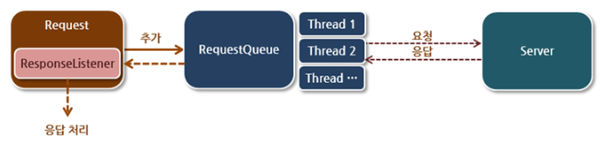 Request
ResponseListener
추가
RequestQueue
Thread 1
Thread 2
Thread ···
요청
응답
Server
응답 처리